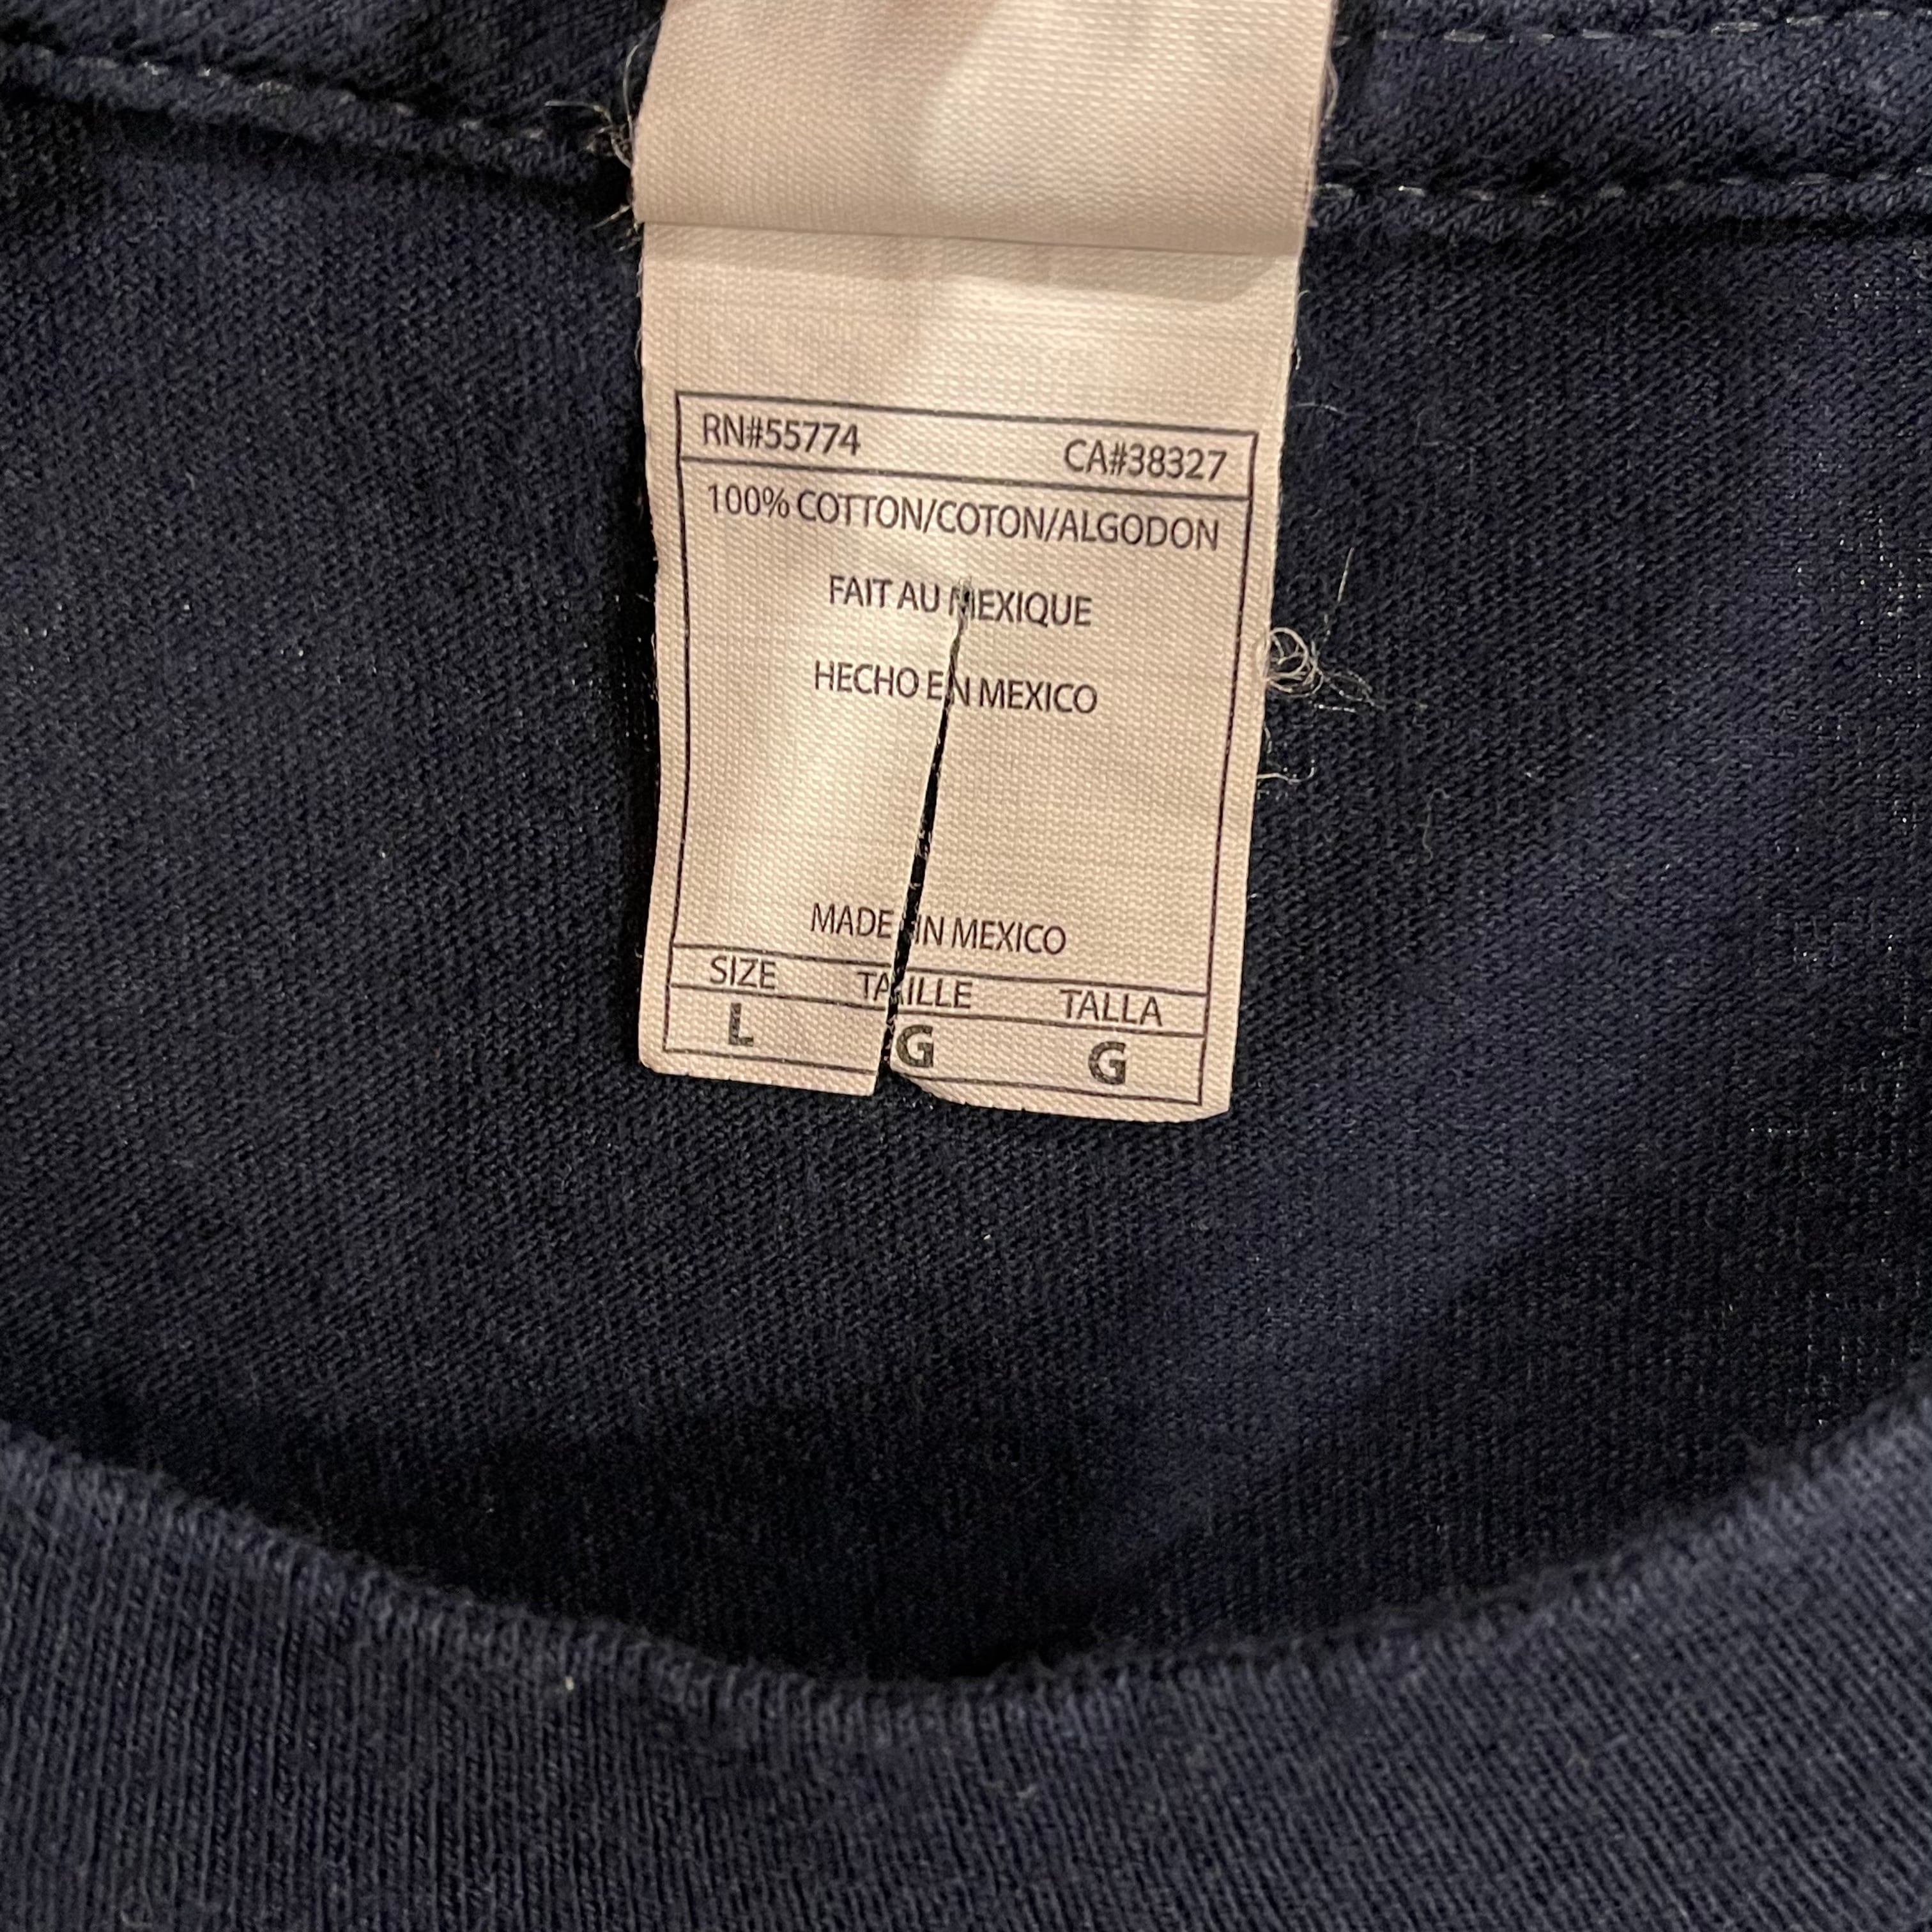 RN#55774 CA#38327
100% COTTON/COTON/ALGODON
FAIT AU MEXIQUE
HECHO EN MEXICO
MADE IN MEXICO
SIZE TAILLE TALLA
L G G